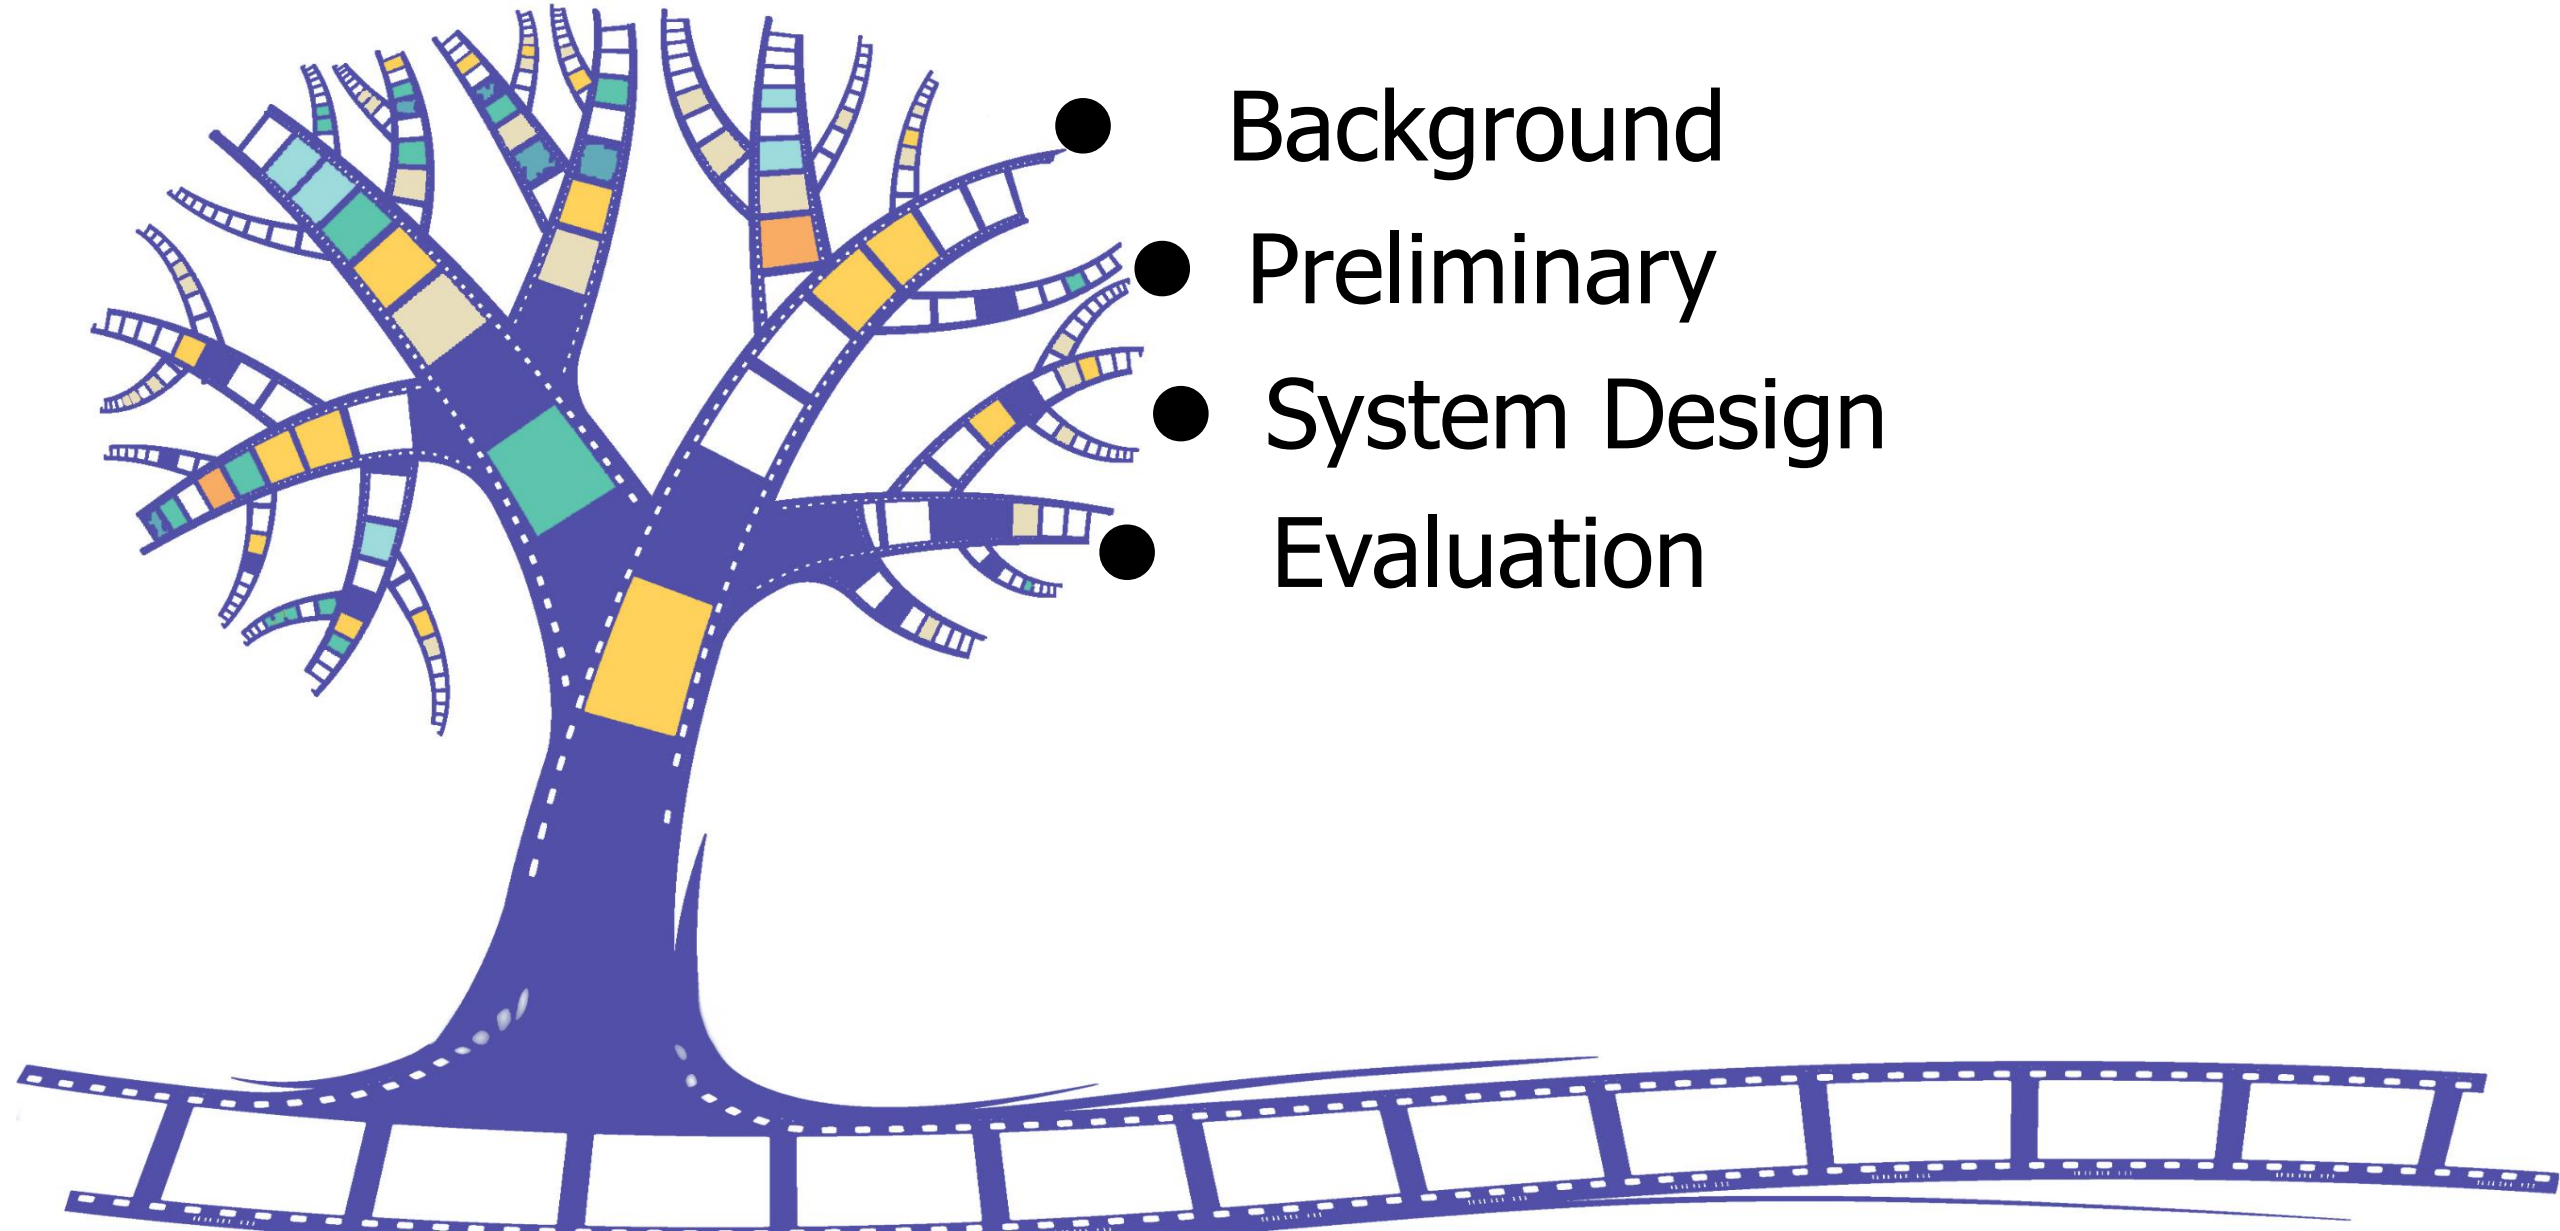 ● Background
● Preliminary
● System Design
● Evaluation